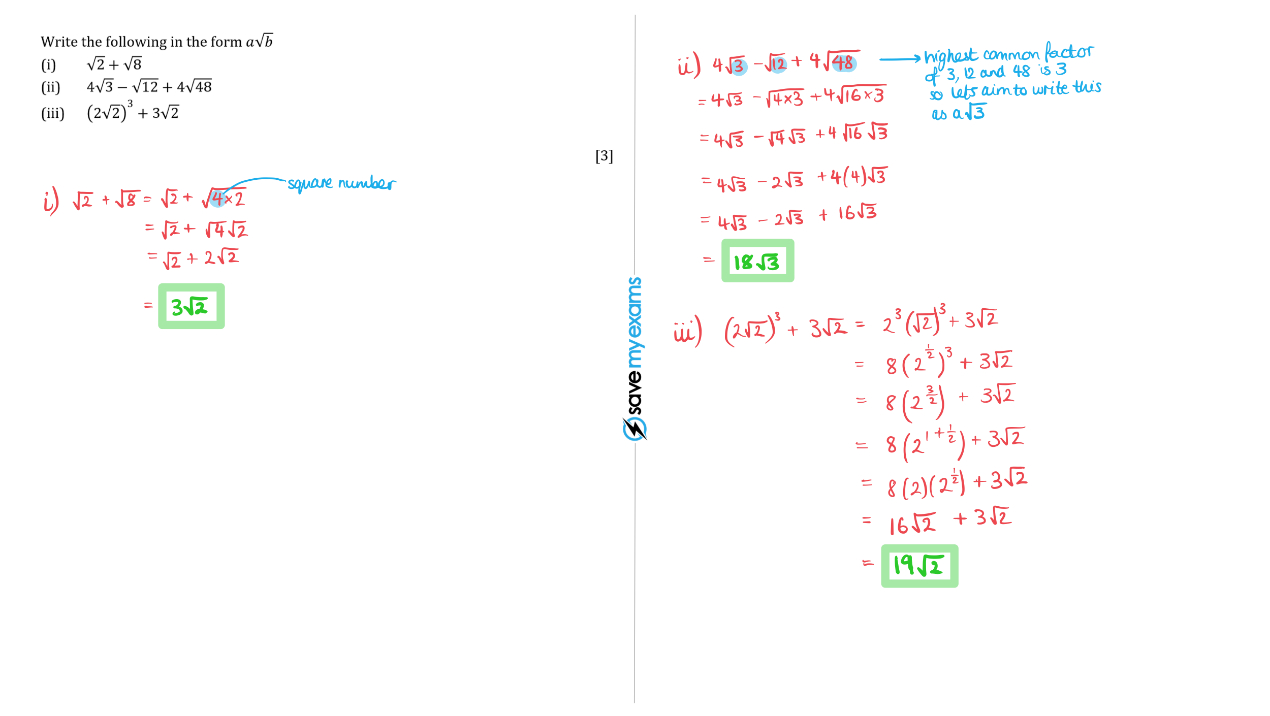 Write the following in the form a√b
(i) √2 + √8
(ii) 4√3 − √12 + 4√48
(iii) (2√2)³ + 3√2
[3]
i) √2 + √8 = √2 + √(4×2)
square number
= √2 + √4√2
= √2 + 2√2
= 3√2
savemyexams
ii) 4√3 − √12 + 4√48
highest common factor
of 3, 12 and 48 is 3
so lets aim to write this
as a√3
= 4√3 − √(4×3) + 4√(16×3)
= 4√3 − √4√3 + 4√16√3
= 4√3 − 2√3 + 4(4)√3
= 4√3 − 2√3 + 16√3
= 18√3
iii) (2√2)³ + 3√2 = 2³(√2)³ + 3√2
= 8(2^(1/2))³ + 3√2
= 8(2^(3/2)) + 3√2
= 8(2^(1+1/2)) + 3√2
= 8(2)(2^(1/2)) + 3√2
= 16√2 + 3√2
= 19√2